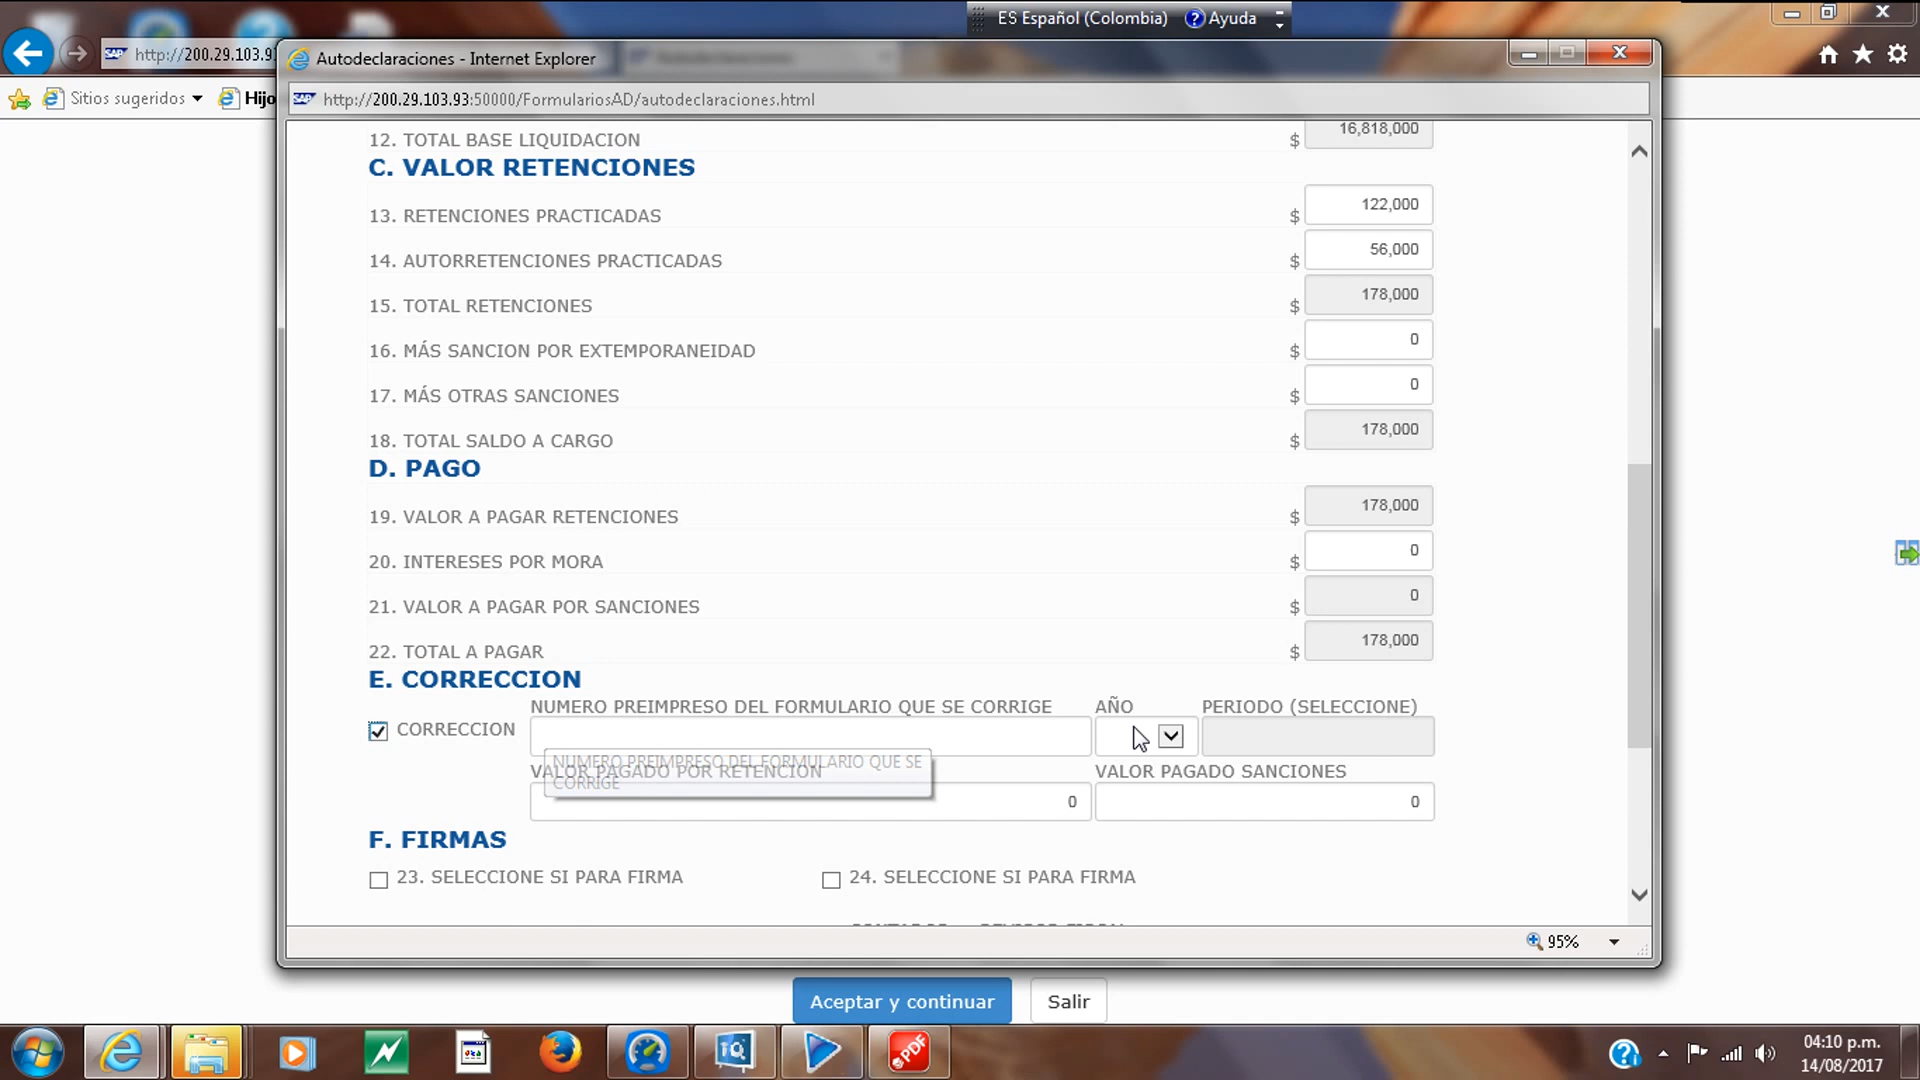 ES Español (Colombia) Ayuda
http://200.29.103.93
Autodeclaraciones - Internet Explorer
Sitios sugeridos Hijo
http://200.29.103.93:50000/FormulariosAD/autodeclaraciones.html
12. TOTAL BASE LIQUIDACION $ 16,818,000
C. VALOR RETENCIONES
13. RETENCIONES PRACTICADAS $ 122,000
14. AUTORRETENCIONES PRACTICADAS $ 56,000
15. TOTAL RETENCIONES $ 178,000
16. MÁS SANCION POR EXTEMPORANEIDAD $ 0
17. MÁS OTRAS SANCIONES $ 0
18. TOTAL SALDO A CARGO $ 178,000
D. PAGO
19. VALOR A PAGAR RETENCIONES $ 178,000
20. INTERESES POR MORA $ 0
21. VALOR A PAGAR POR SANCIONES $ 0
22. TOTAL A PAGAR $ 178,000
E. CORRECCION
NUMERO PREIMPRESO DEL FORMULARIO QUE SE CORRIGE AÑO PERIODO (SELECCIONE)
CORRECCION
NUMERO PREIMPRESO DEL FORMULARIO QUE SE
CORRIGE
VALOR PAGADO POR RETENCION VALOR PAGADO SANCIONES
0 0
F. FIRMAS
23. SELECCIONE SI PARA FIRMA 24. SELECCIONE SI PARA FIRMA
95%
Aceptar y continuar Salir
04:10 p.m.
14/08/2017